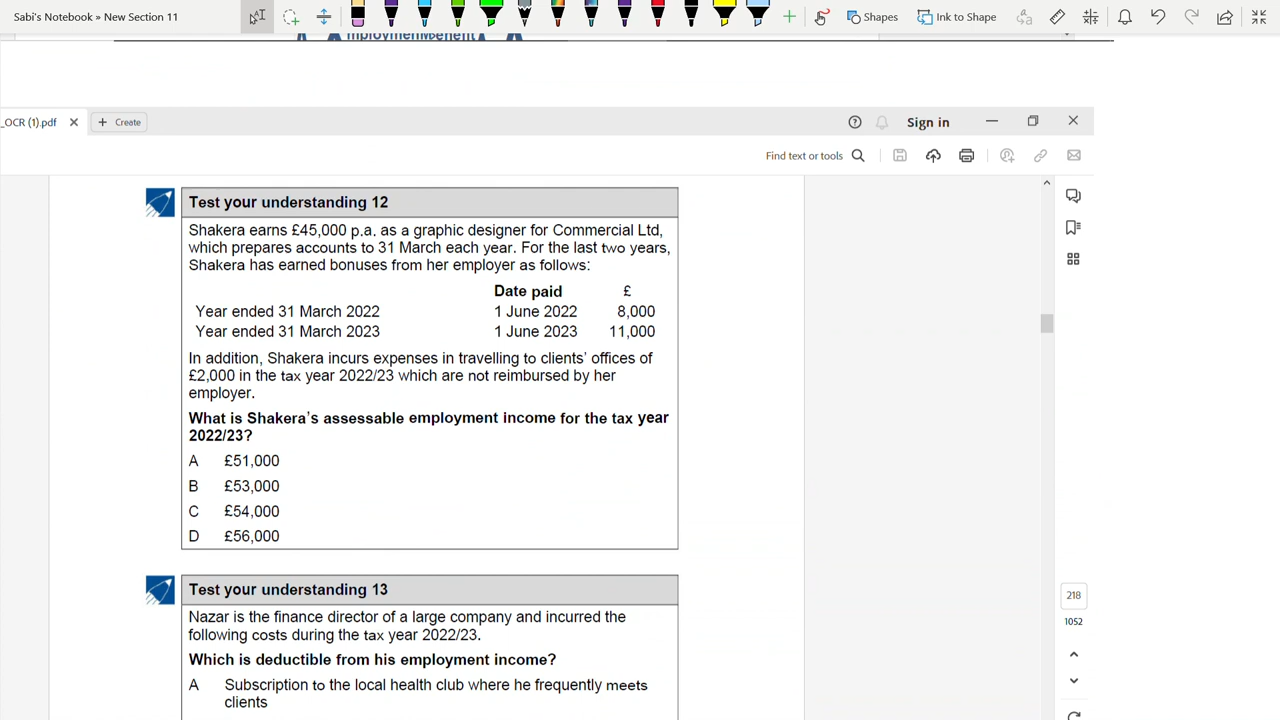 Sabi's Notebook » New Section 11
Shapes
Ink to Shape
mploymenBenefit
_OCR (1).pdf
Create
Sign in
Find text or tools
Test your understanding 12
Shakera earns £45,000 p.a. as a graphic designer for Commercial Ltd,
which prepares accounts to 31 March each year. For the last two years,
Shakera has earned bonuses from her employer as follows:
Date paid £
Year ended 31 March 2022 1 June 2022 8,000
Year ended 31 March 2023 1 June 2023 11,000
In addition, Shakera incurs expenses in travelling to clients' offices of
£2,000 in the tax year 2022/23 which are not reimbursed by her
employer.
What is Shakera's assessable employment income for the tax year
2022/23?
A £51,000
B £53,000
C £54,000
D £56,000
Test your understanding 13
Nazar is the finance director of a large company and incurred the
following costs during the tax year 2022/23.
Which is deductible from his employment income?
A Subscription to the local health club where he frequently meets
clients
218
1052